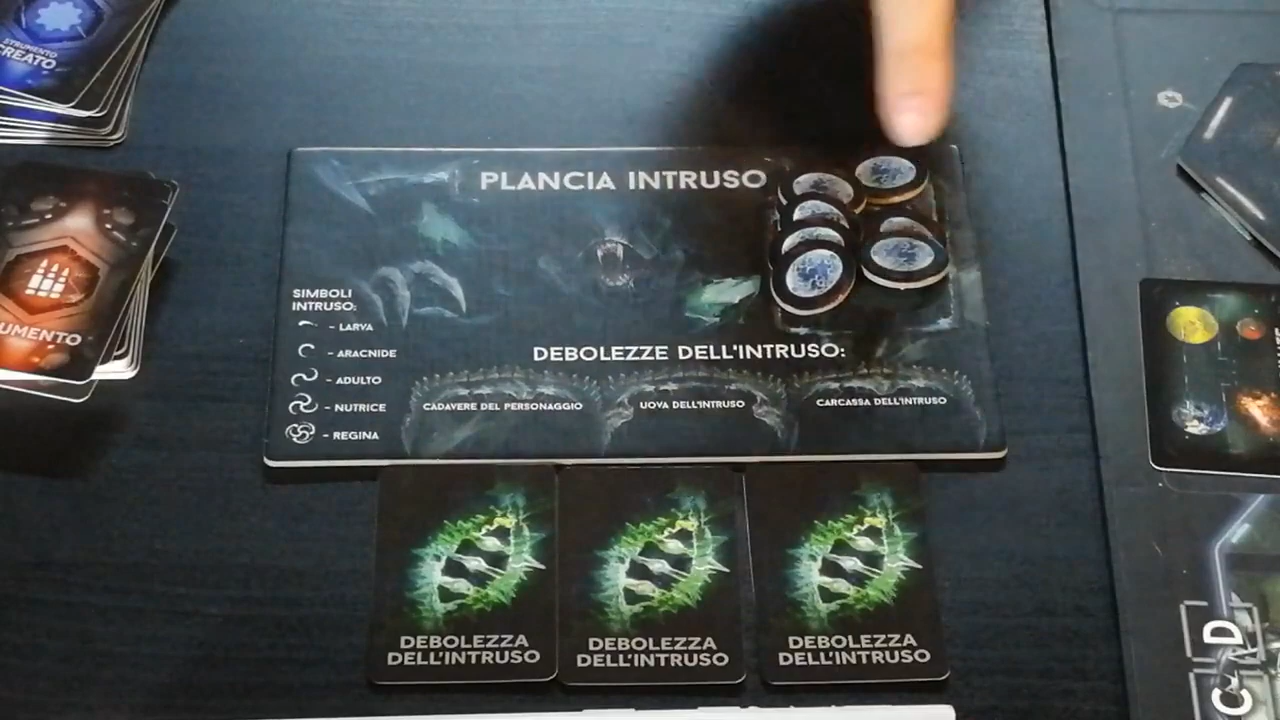 STRUMENTO
CREATO
UMENTO
PLANCIA INTRUSO
SIMBOLI
INTRUSO:
- LARVA
- ARACNIDE
- ADULTO
- NUTRICE
- REGINA
DEBOLEZZE DELL'INTRUSO:
CADAVERE DEL PERSONAGGIO
UOVA DELL'INTRUSO
CARCASSA DELL'INTRUSO
DEBOLEZZA
DELL'INTRUSO
DEBOLEZZA
DELL'INTRUSO
DEBOLEZZA
DELL'INTRUSO